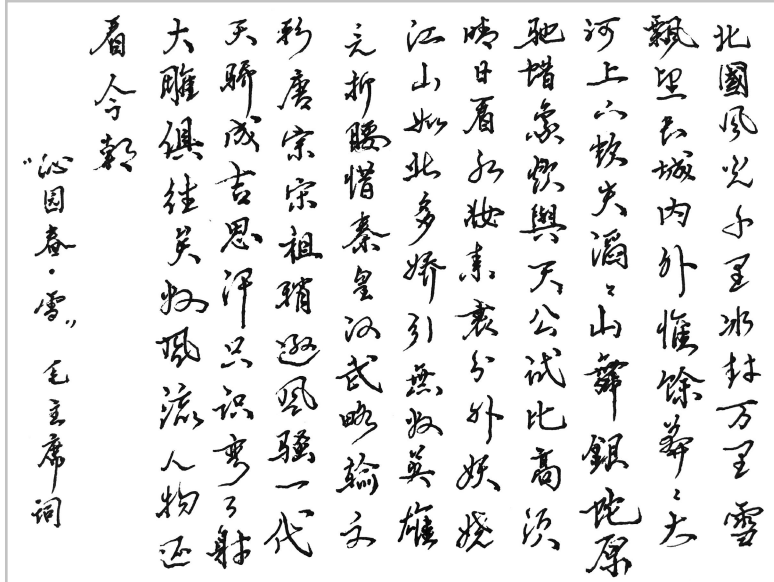 北國风光千里冰封万里雪
飘望长城内外惟馀莽々大
河上下顿失滔々山舞銀蛇原
驰蜡象欲與天公试比高须
晴日看红妆素裹分外妖娆
江山如此多娇引無数英雄
竞折腰惜秦皇汉武略输文
彩唐宗宋祖稍逊风骚一代
天骄成吉思汗只识弯弓射
大雕俱往矣数风流人物还
看今朝
"沁园春·雪" 毛主席词